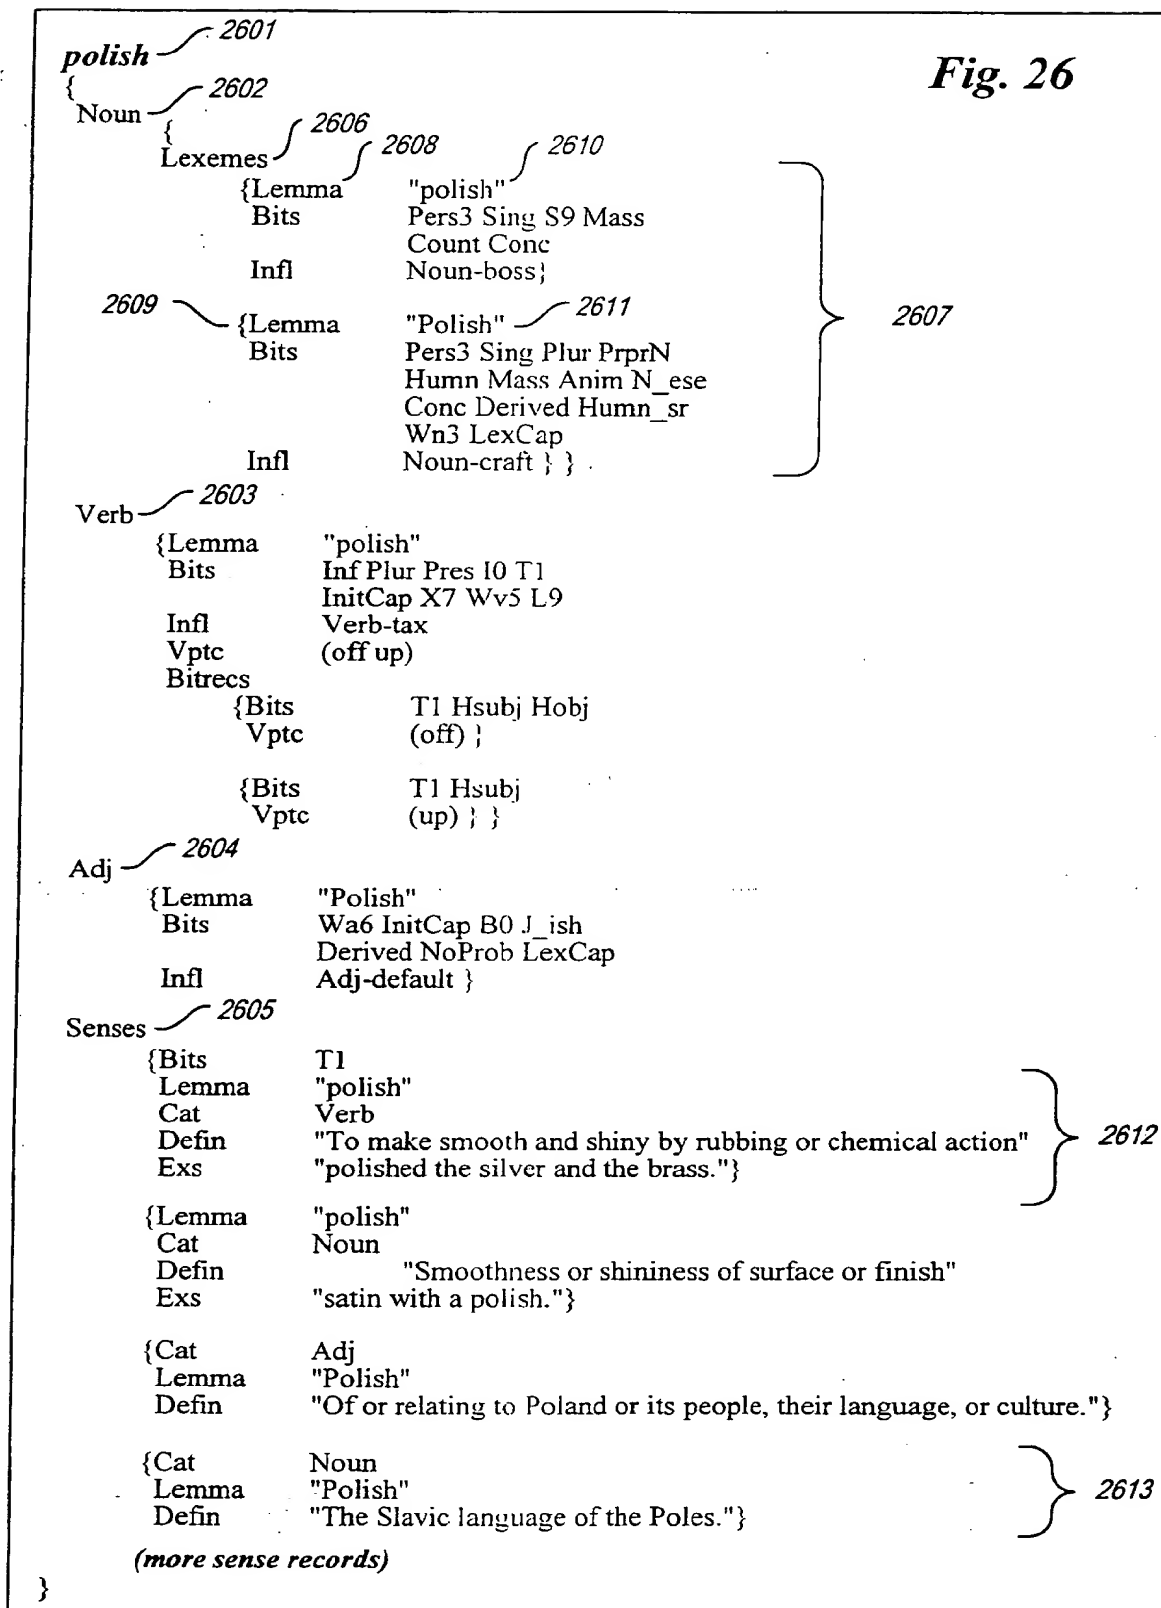 2601
polish
Fig. 26
{
2602
Noun
{
2606
2608
2610
Lexemes
{Lemma "polish"
Bits Pers3 Sing S9 Mass
Count Conc
Infl Noun-boss}
2609
2611
2607
{Lemma "Polish"
Bits Pers3 Sing Plur PrprN
Humn Mass Anim N_ese
Conc Derived Humn_sr
Wn3 LexCap
Infl Noun-craft } }
2603
Verb
{Lemma "polish"
Bits Inf Plur Pres I0 T1
InitCap X7 Wv5 L9
Infl Verb-tax
Vptc (off up)
Bitrecs
{Bits T1 Hsubj Hobj
Vptc (off) }
{Bits T1 Hsubj
Vptc (up) } }
2604
Adj
{Lemma "Polish"
Bits Wa6 InitCap B0 J_ish
Derived NoProb LexCap
Infl Adj-default }
2605
Senses
{Bits T1
Lemma "polish"
Cat Verb
Defin "To make smooth and shiny by rubbing or chemical action"
2612
Exs "polished the silver and the brass."}
{Lemma "polish"
Cat Noun
Defin "Smoothness or shininess of surface or finish"
Exs "satin with a polish."}
{Cat Adj
Lemma "Polish"
Defin "Of or relating to Poland or its people, their language, or culture."}
{Cat Noun
Lemma "Polish"
2613
Defin "The Slavic language of the Poles."}
(more sense records)
}